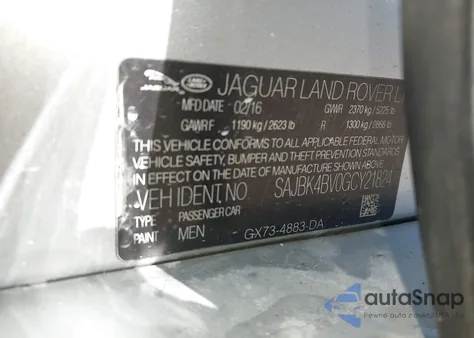 JAGUAR LAND ROVER
MFD DATE 02/16 GVWR 2370 kg / 5225 lb
GAWR F 1190 kg / 2623 lb R 1300 kg / 2866 lb
THIS VEHICLE CONFORMS TO ALL APPLICABLE FEDERAL MOTOR
VEHICLE SAFETY, BUMPER AND THEFT PREVENTION STANDARDS
IN EFFECT ON THE DATE OF MANUFACTURE SHOWN ABOVE
VEH IDENT. NO SAJBK4BV0GCY21824
TYPE PASSENGER CAR
PAINT MEN GX73-4883-DA
autoSnap